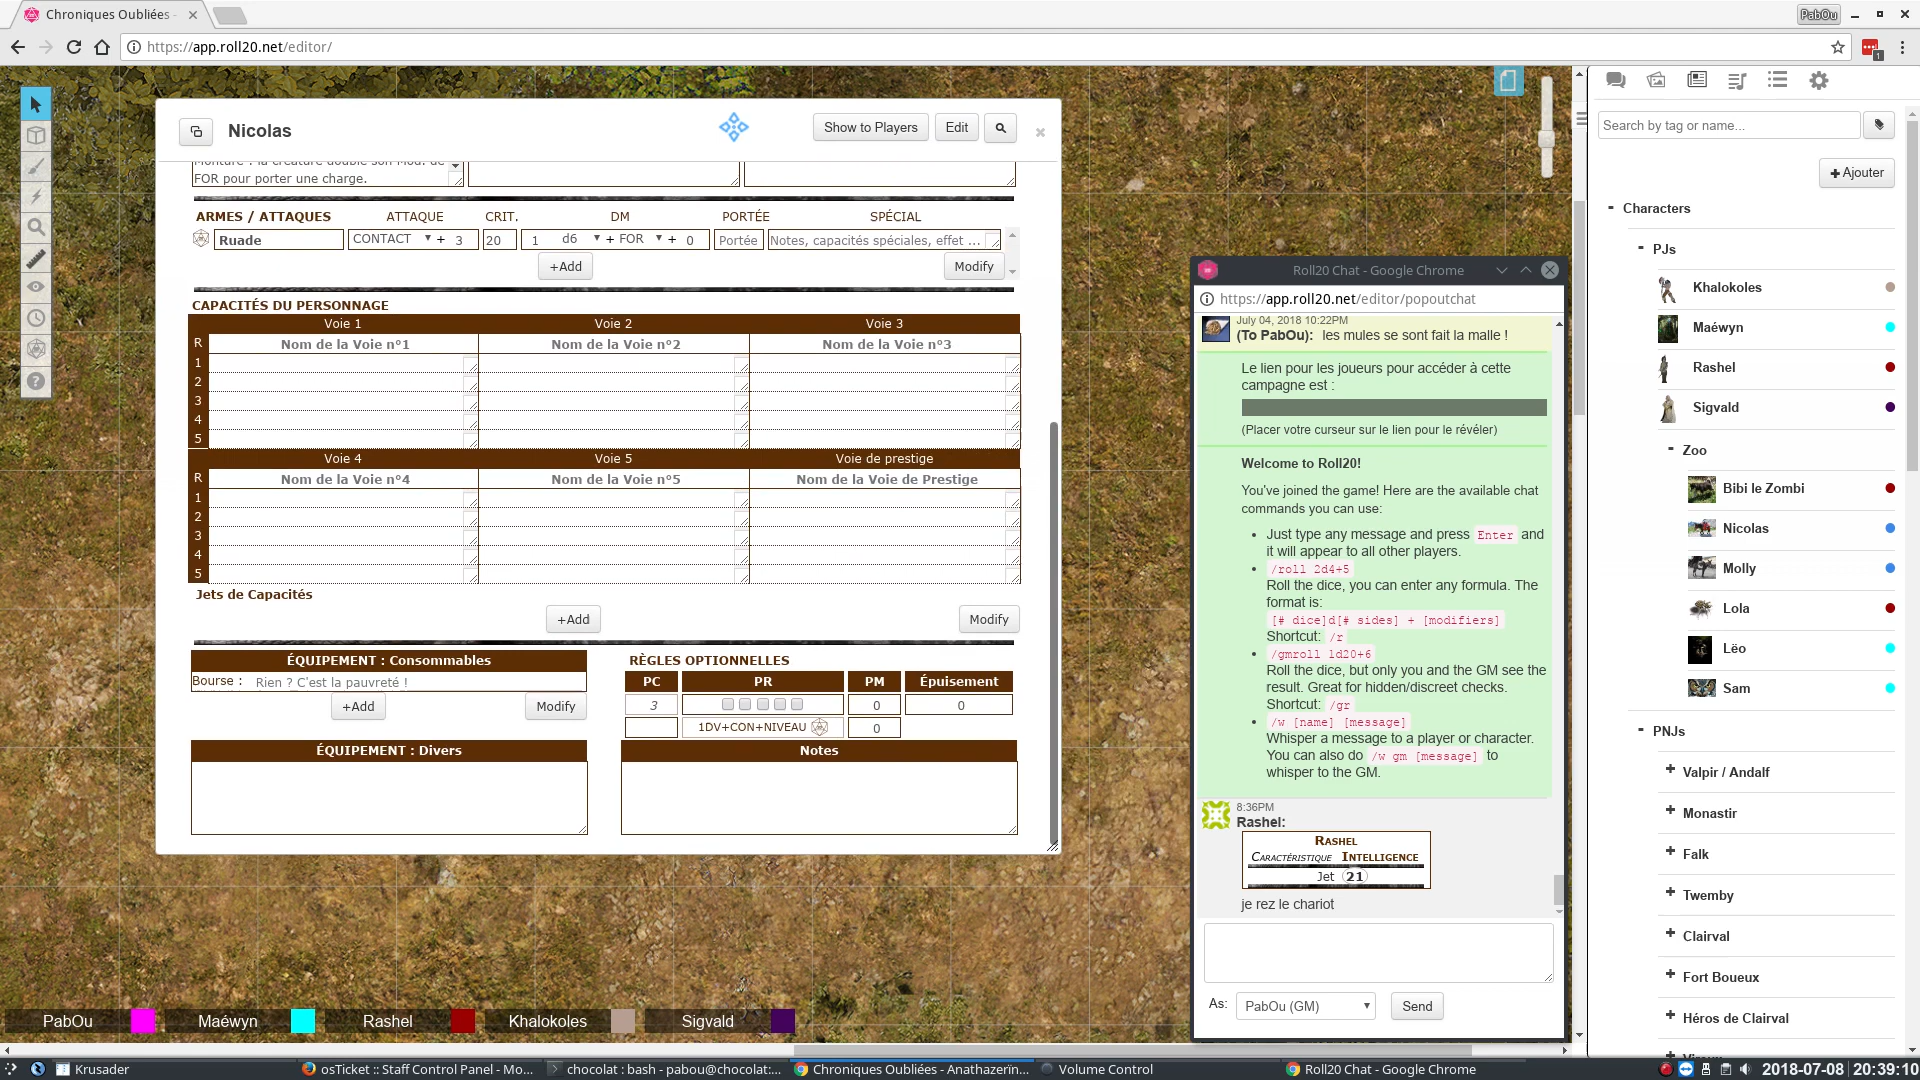 Chroniques Oubliées -
PabOu
https://app.roll20.net/editor/
1
Nicolas
Show to Players
Edit
Monture : la créature double son Mod. de
FOR pour porter une charge.
ARMES / ATTAQUES ATTAQUE CRIT. DM PORTÉE SPÉCIAL
Ruade CONTACT + 3 20 1 d6 + FOR + 0 Portée Notes, capacités spéciales, effet ...
+Add Modify
CAPACITÉS DU PERSONNAGE
Voie 1 Voie 2 Voie 3
R Nom de la Voie n°1 Nom de la Voie n°2 Nom de la Voie n°3
1
2
3
4
5
Voie 4 Voie 5 Voie de prestige
R Nom de la Voie n°4 Nom de la Voie n°5 Nom de la Voie de Prestige
1
2
3
4
5
Jets de Capacités
+Add Modify
ÉQUIPEMENT : Consommables
Bourse : Rien ? C'est la pauvreté !
+Add Modify
ÉQUIPEMENT : Divers
RÈGLES OPTIONNELLES
PC PR PM Épuisement
3 0 0
1DV+CON+NIVEAU 0
Notes
Roll20 Chat - Google Chrome
https://app.roll20.net/editor/popoutchat
July 04, 2018 10:22PM
(To PabOu): les mules se sont fait la malle !
Le lien pour les joueurs pour accéder à cette
campagne est :
(Placer votre curseur sur le lien pour le révéler)
Welcome to Roll20!
You've joined the game! Here are the available chat
commands you can use:
• Just type any message and press Enter and
it will appear to all other players.
• /roll 2d4+5
Roll the dice, you can enter any formula. The
format is:
[# dice]d[# sides] + [modifiers]
Shortcut: /r
• /gmroll 1d20+6
Roll the dice, but only you and the GM see the
result. Great for hidden/discreet checks.
Shortcut: /gr
• /w [name] [message]
Whisper a message to a player or character.
You can also do /w gm [message] to
whisper to the GM.
8:36PM
Rashel:
Rashel
Caractéristique Intelligence
Jet 21
je rez le chariot
As: PabOu (GM) Send
Search by tag or name...
+ Ajouter
- Characters
- PJs
Khalokoles
Maéwyn
Rashel
Sigvald
- Zoo
Bibi le Zombi
Nicolas
Molly
Lola
Lëo
Sam
- PNJs
+ Valpir / Andalf
+ Monastir
+ Falk
+ Twemby
+ Clairval
+ Fort Boueux
+ Héros de Clairval
PabOu Maéwyn Rashel Khalokoles Sigvald
Krusader osTicket :: Staff Control Panel - Mo... chocolat : bash - pabou@chocolat:... Chroniques Oubliées - Anathazerïn... Volume Control Roll20 Chat - Google Chrome 2018-07-08 20:39:10